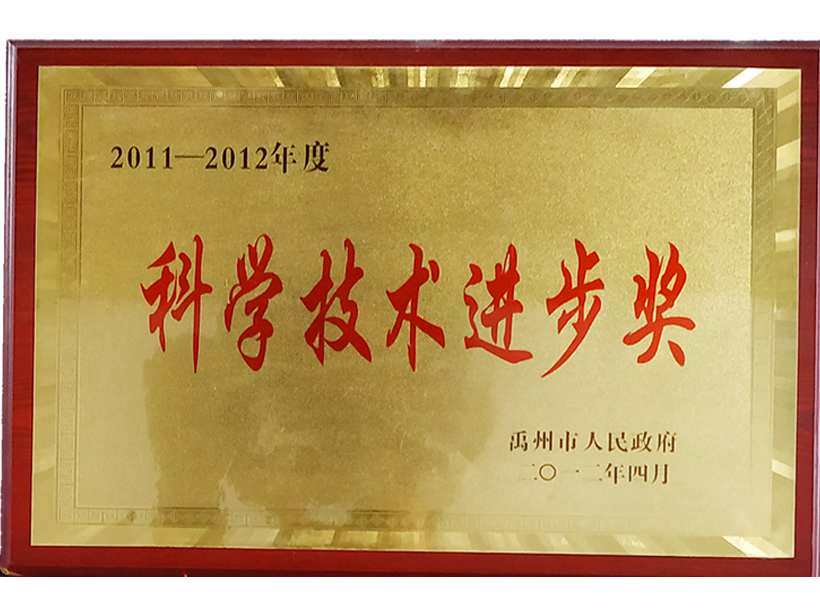 2011—2012年度
科学技术进步奖
禹州市人民政府
二〇一二年四月